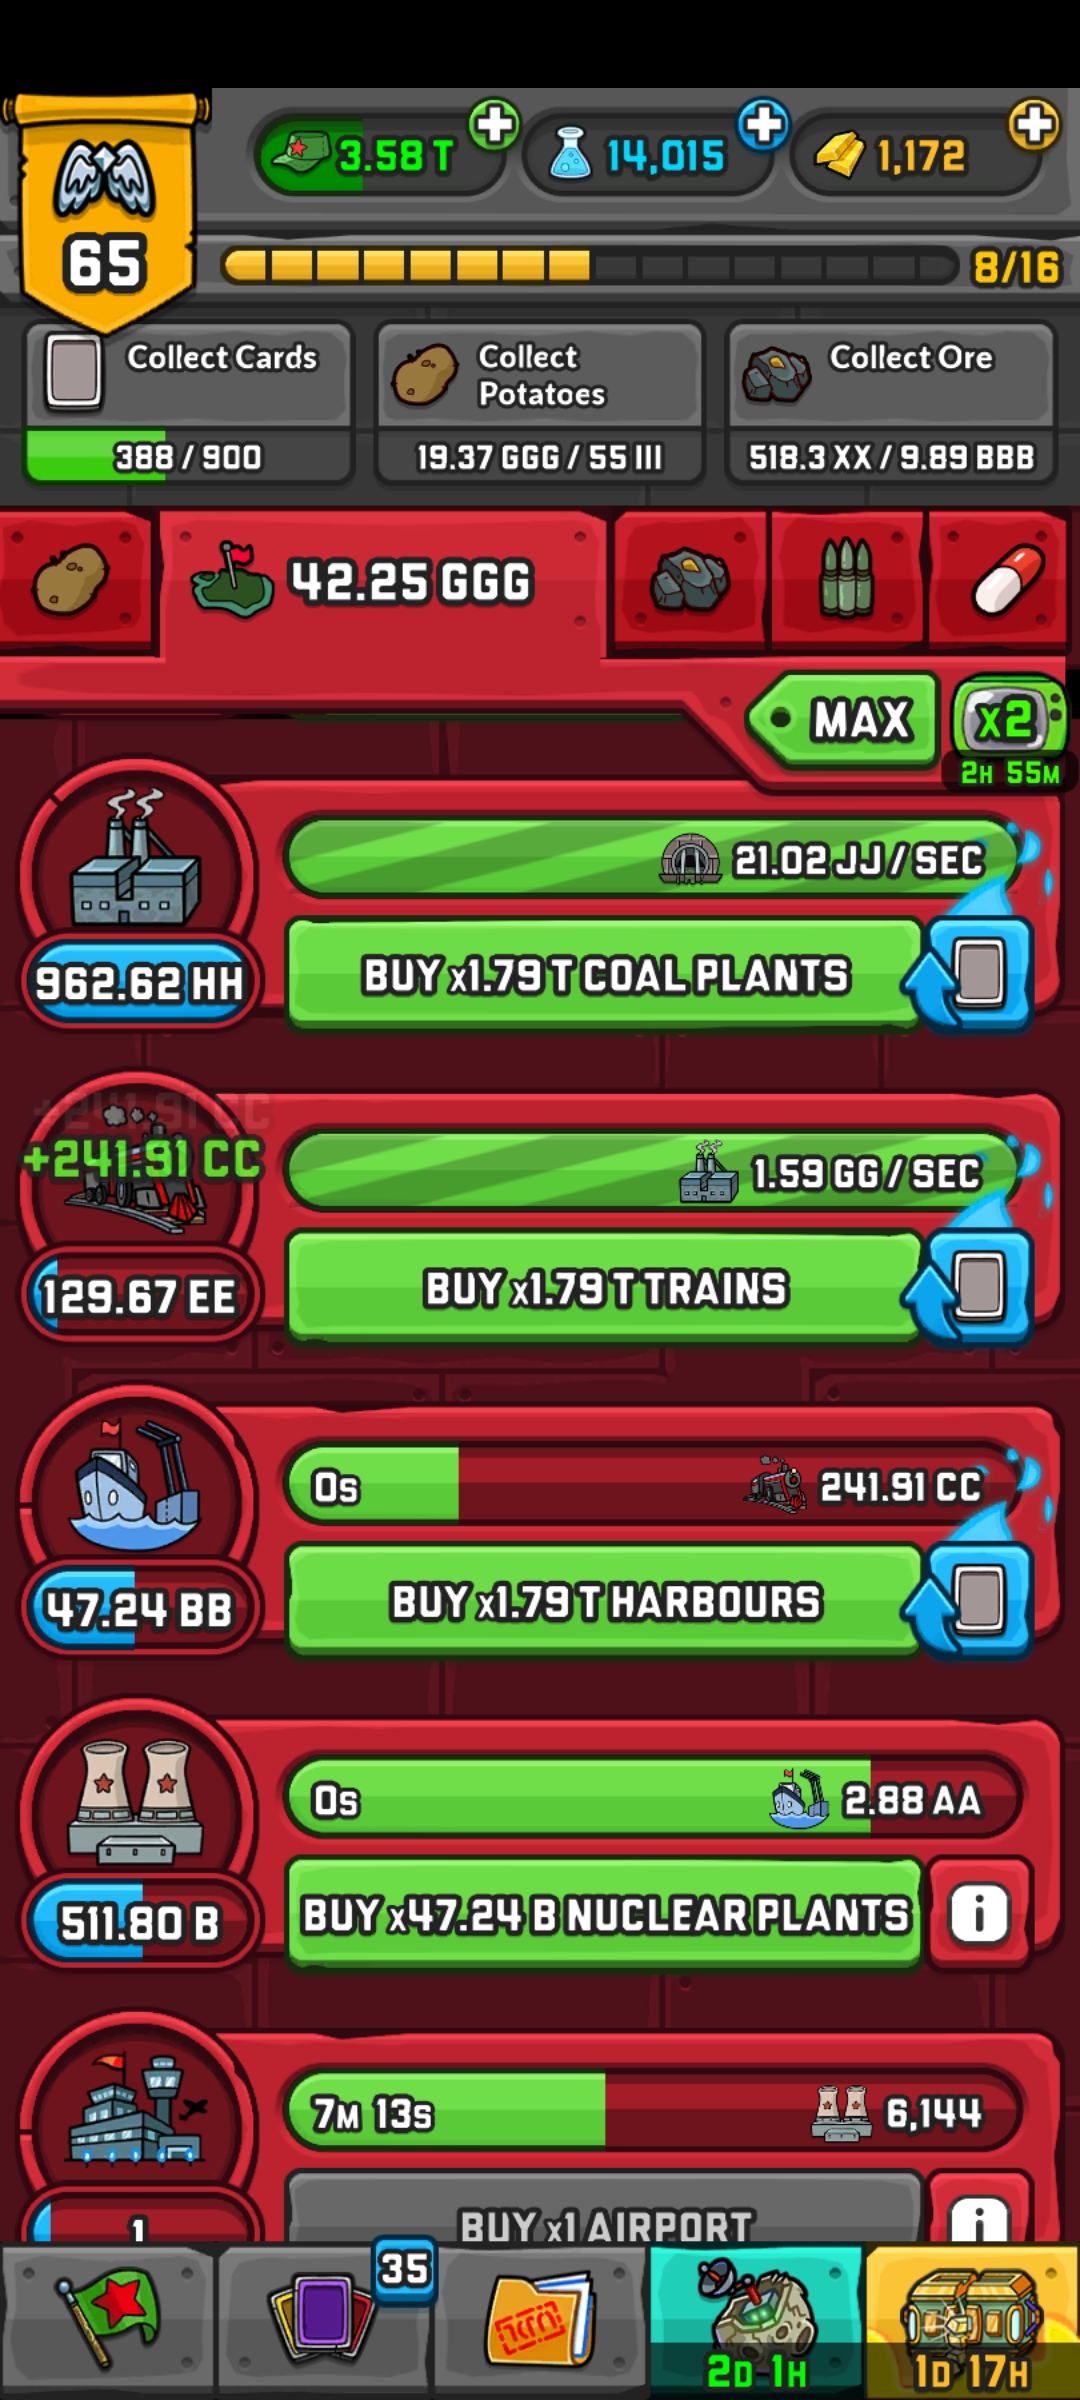 65
3.58 T
14,015
1,172
8/16
Collect Cards
388 / 900
Collect
Potatoes
19.37 GGG / 55 III
Collect Ore
518.3 XX / 9.89 BBB
42.25 GGG
MAX
x2
2H 55M
21.02 JJ / SEC
962.62 HH
BUY x1.79 T COAL PLANTS
+241.91 CC
+241.91 CC
1.59 GG / SEC
129.67 EE
BUY x1.79 T TRAINS
0s
241.91 CC
47.24 BB
BUY x1.79 T HARBOURS
0s
2.88 AA
511.80 B
BUY x47.24 B NUCLEAR PLANTS
i
7M 13s
6,144
1
BUY x1 AIRPORT
i
35
2D 1H
1D 17H